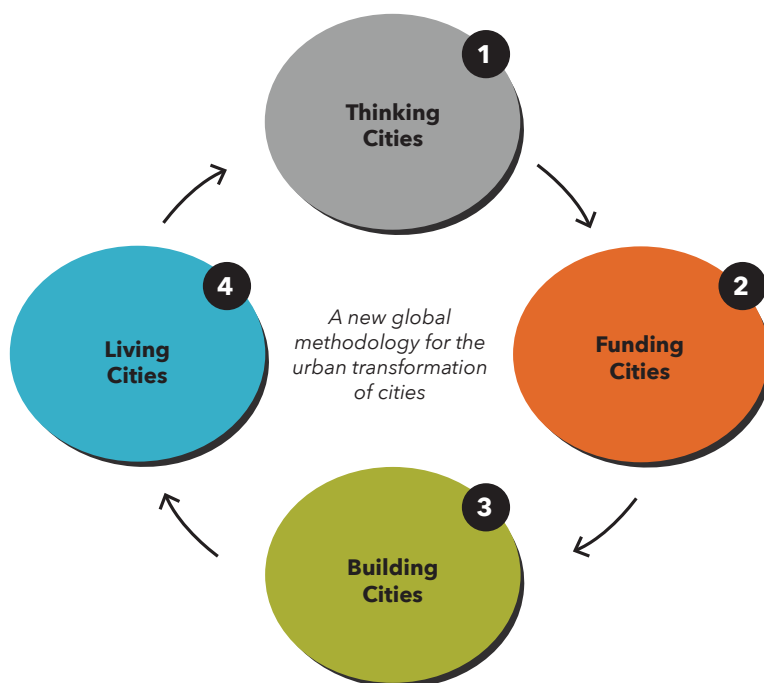 1
Thinking
Cities
2
Funding
Cities
3
Building
Cities
4
Living
Cities
A new global
methodology for the
urban transformation
of cities